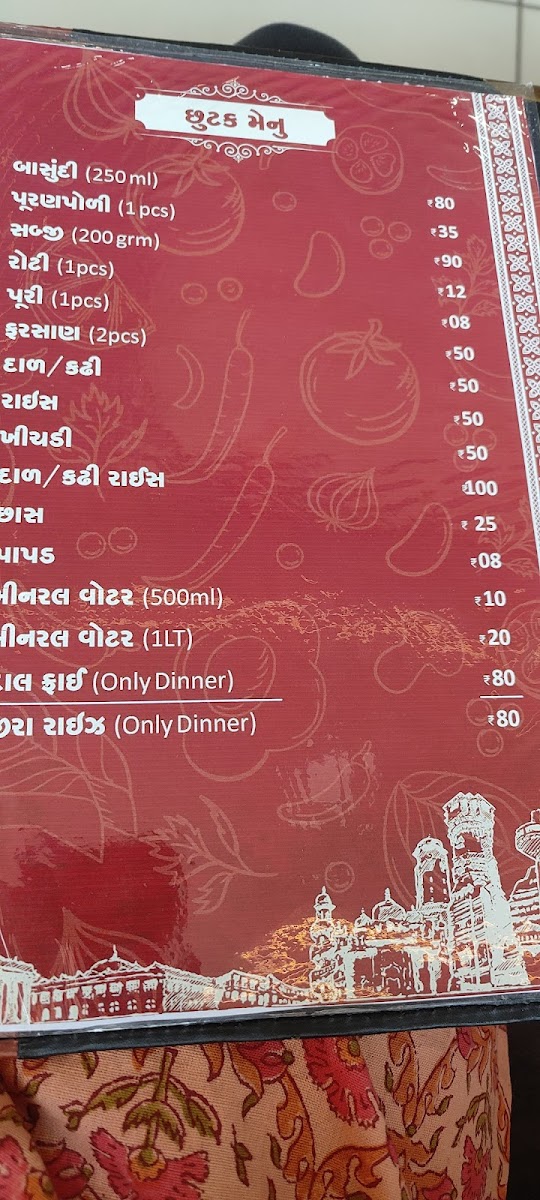 છુટક મેનુ
બાસુંદી (250 ml) ₹80
પૂરણપોળી (1 pcs) ₹35
સબ્જી (200 grm) ₹90
રોટી (1pcs) ₹12
પૂરી (1pcs) ₹08
ફરસાણ (2pcs) ₹50
દાળ/કઢી ₹50
રાઈસ ₹50
ખીચડી ₹50
દાળ/કઢી રાઈસ ₹100
છાસ ₹ 25
પાપડ ₹08
મીનરલ વોટર (500ml) ₹10
મીનરલ વોટર (1LT) ₹20
દાલ ફ્રાઈ (Only Dinner) ₹80
જીરા રાઈઝ (Only Dinner) ₹80